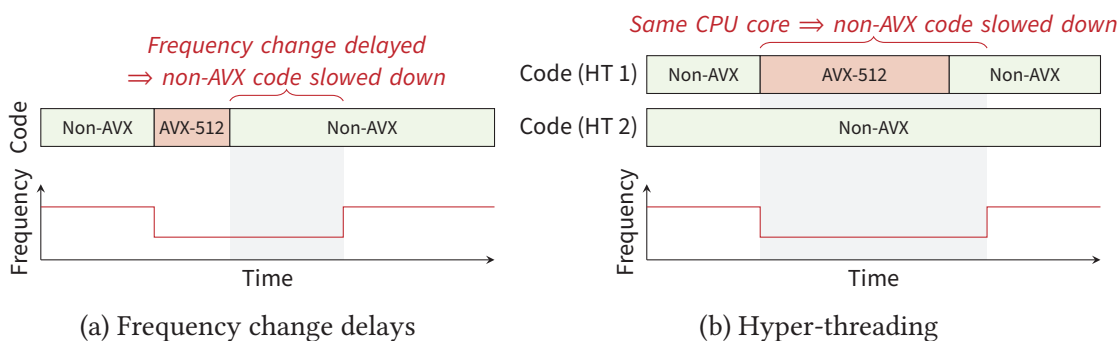 Frequency change delayed
⇒ non-AVX code slowed down
Code
Non-AVX
AVX-512
Non-AVX
Frequency
Time
(a) Frequency change delays
Same CPU core ⇒ non-AVX code slowed down
Code (HT 1)
Non-AVX
AVX-512
Non-AVX
Code (HT 2)
Non-AVX
Frequency
Time
(b) Hyper-threading